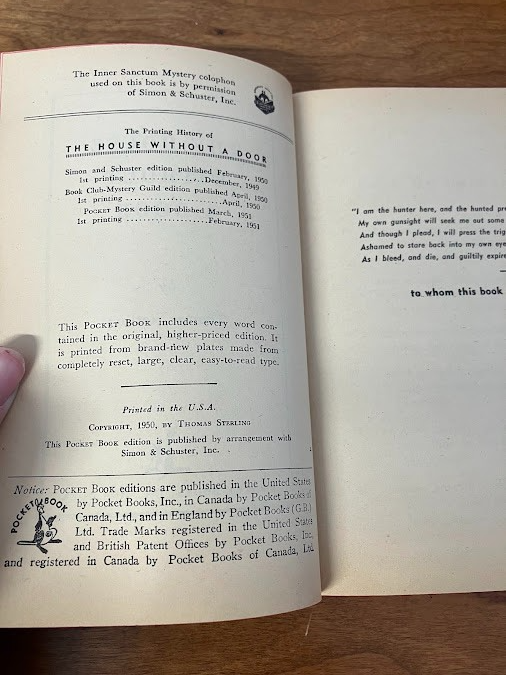 The Inner Sanctum Mystery colophon
used on this book is by permission
of Simon & Schuster, Inc.
The Printing History of
THE HOUSE WITHOUT A DOOR
Simon and Schuster edition published February, 1950
1st printing ....................December, 1949
Book Club-Mystery Guild edition published April, 1950
1st printing .........................April, 1950
POCKET BOOK edition published March, 1951
1st printing ......................February, 1951
This POCKET BOOK includes every word con-
tained in the original, higher-priced edition. It
is printed from brand-new plates made from
completely reset, large, clear, easy-to-read type.
Printed in the U.S.A.
COPYRIGHT, 1950, BY THOMAS STERLING
This POCKET BOOK edition is published by arrangement with
Simon & Schuster, Inc.
Notice: POCKET BOOK editions are published in the United States
by Pocket Books, Inc., in Canada by Pocket Books of
Canada, Ltd., and in England by Pocket Books (G.B.)
Ltd. Trade Marks registered in the United States
and British Patent Offices by Pocket Books, Inc.,
and registered in Canada by Pocket Books of Canada, Ltd.
POCKET BOOK
"I am the hunter here, and the hunted
My own gunsight will seek me out some
And though I plead, I will press the
Ashamed to stare back into my own
As I bleed, and die, and guiltily
to whom this book